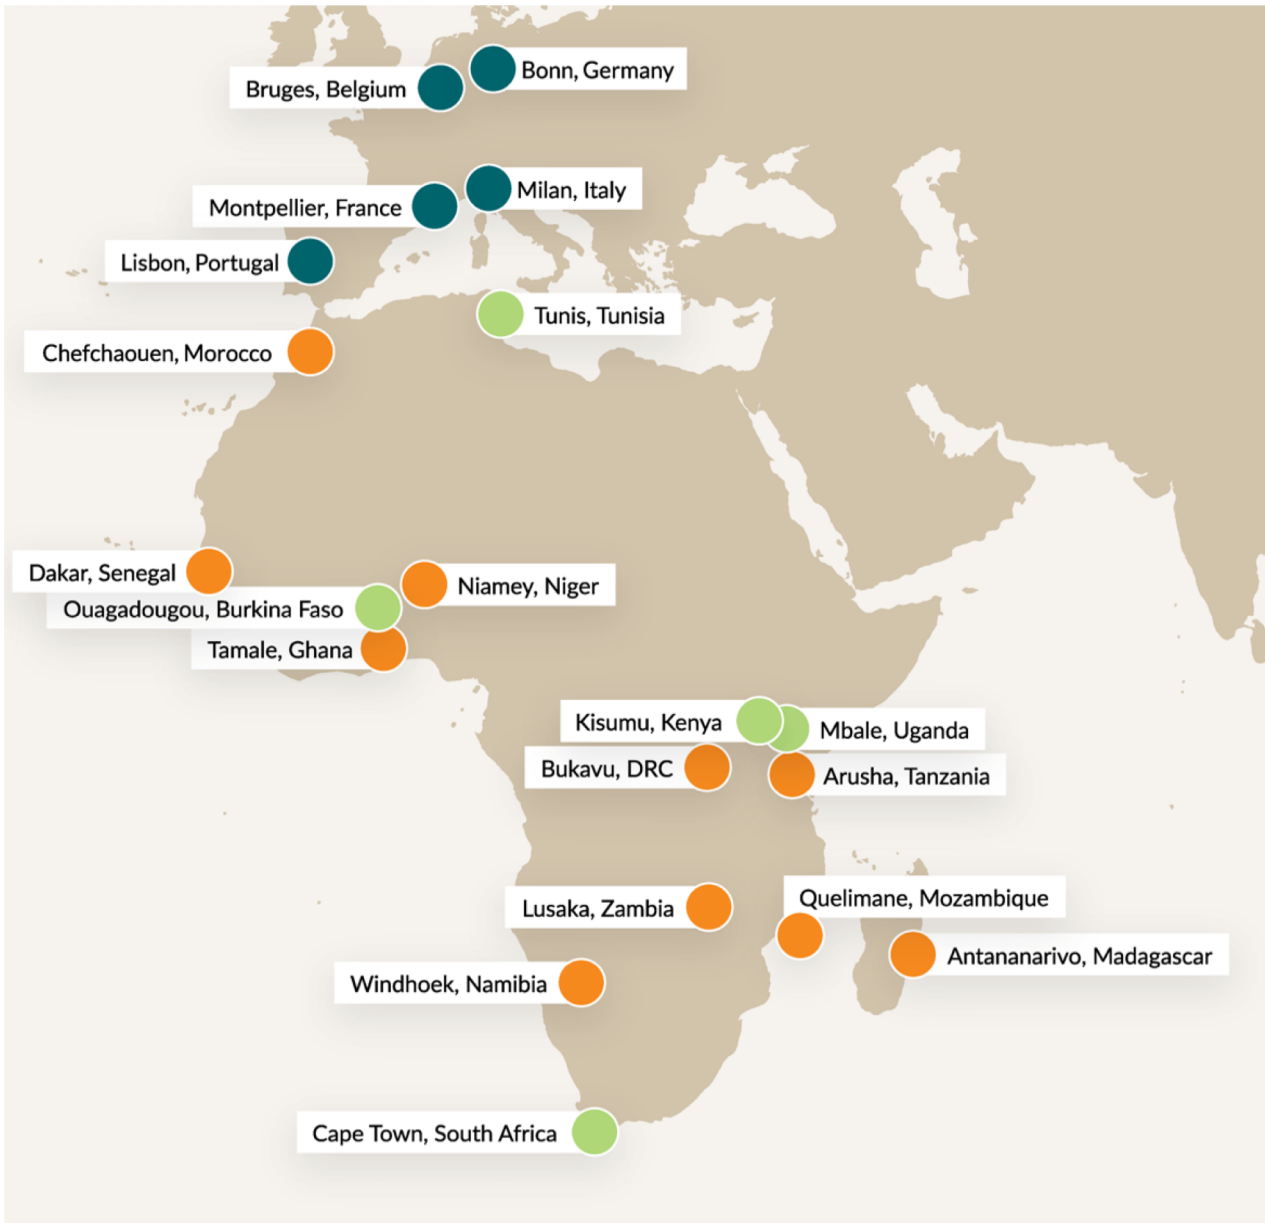 Bonn, Germany
Bruges, Belgium
Milan, Italy
Montpellier, France
Lisbon, Portugal
Tunis, Tunisia
Chefchaouen, Morocco
Dakar, Senegal
Niamey, Niger
Ouagadougou, Burkina Faso
Tamale, Ghana
Kisumu, Kenya
Mbale, Uganda
Bukavu, DRC
Arusha, Tanzania
Quelimane, Mozambique
Lusaka, Zambia
Antananarivo, Madagascar
Windhoek, Namibia
Cape Town, South Africa